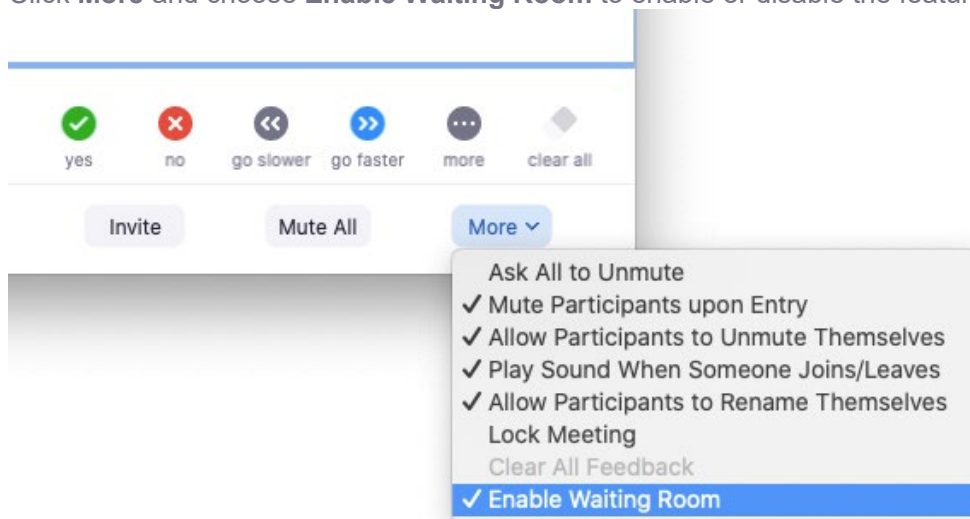 Click More and choose Enable Waiting Room to enable or disable the featur
yes no go slower go faster more clear all
Invite Mute All More
Ask All to Unmute
✓ Mute Participants upon Entry
✓ Allow Participants to Unmute Themselves
✓ Play Sound When Someone Joins/Leaves
✓ Allow Participants to Rename Themselves
Lock Meeting
Clear All Feedback
✓ Enable Waiting Room